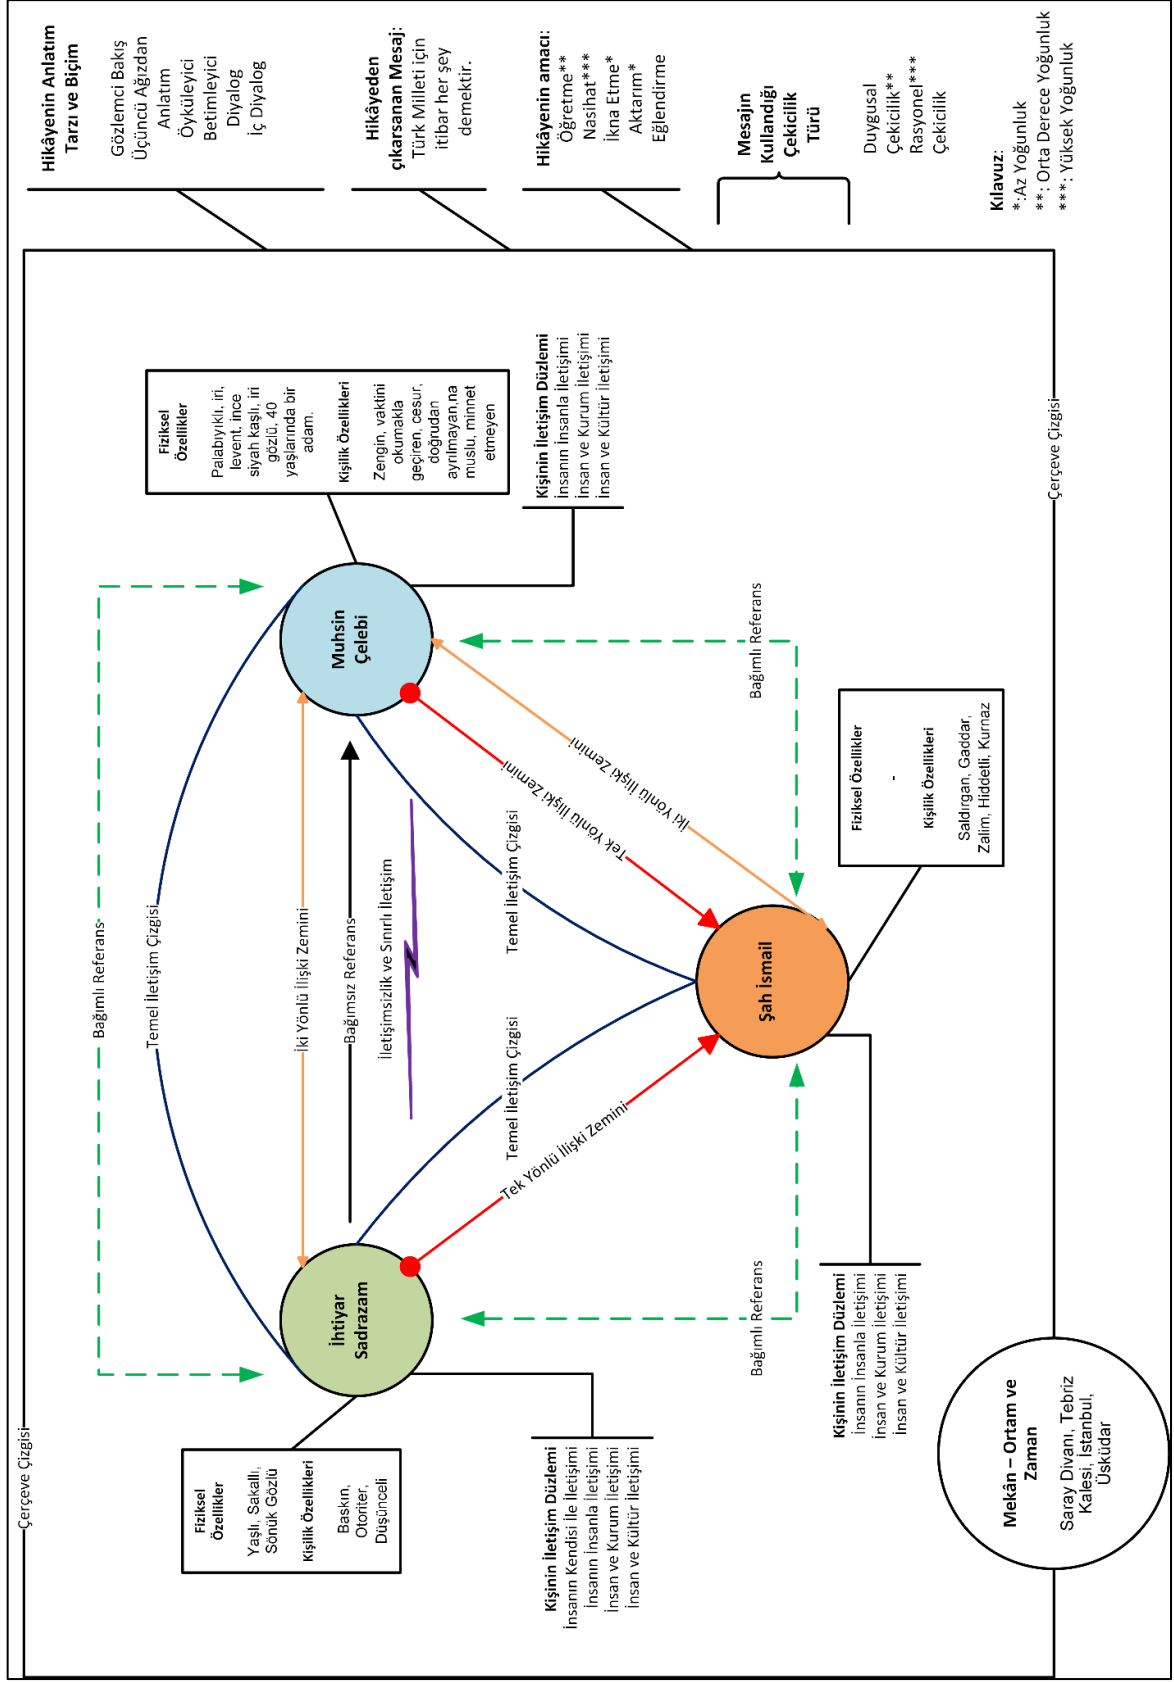 Çerçeve Çizgisi
Fiziksel
Özellikler
Yaşlı, Sakallı,
Sönük Gözlü
Kişilik Özellikleri
Baskın,
Otoriter,
Düşünceli
İhtiyar
Sadrazam
Kişinin İletişim Düzlemi
İnsanın Kendisi İle İletişimi
İnsanın İnsanla İletişimi
İnsan ve Kurum İletişimi
İnsan ve Kültür İletişimi
Bağımlı Referans
Temel İletişim Çizgisi
İki Yönlü İlişki Zemini
Bağımsız Referans
İletişimsizlik ve Sınırlı İletişim
Temel İletişim Çizgisi
Temel İletişim Çizgisi
Tek Yönlü İlişki Zemini
Tek Yönlü İlişki Zemini
İki Yönlü İlişki Zemini
Bağımlı Referans
Bağımlı Referans
Muhsin
Çelebi
Fiziksel
Özellikler
Palabıyıklı, iri,
levent, ince
siyah kaşlı, iri
gözlü, 40
yaşlarında bir
adam.
Kişilik Özellikleri
Zengin, vaktini
okumakla
geçiren, cesur,
doğrudan
ayrılmayan,na
muslu, minnet
etmeyen
Kişinin İletişim Düzlemi
İnsanın İnsanla İletişimi
İnsan ve Kurum İletişimi
İnsan ve Kültür İletişimi
Şah İsmail
Fiziksel Özellikler
-
Kişilik Özellikleri
Saldırgan, Gaddar,
Zalim, Hiddetli, Kurnaz
Kişinin İletişim Düzlemi
İnsanın İnsanla İletişimi
İnsan ve Kurum İletişimi
İnsan ve Kültür İletişimi
Mekân – Ortam ve
Zaman
Saray Divanı, Tebriz
Kalesi, İstanbul,
Üsküdar
Çerçeve Çizgisi
Hikâyenin Anlatım
Tarzı ve Biçim
Gözlemci Bakış
Üçüncü Ağızdan
Anlatım
Öyküleyici
Betimleyici
Diyalog
İç Diyalog
Hikâyeden
çıkarsanan Mesaj:
Türk Milleti için
itibar her şey
demektir.
Hikâyenin amacı:
Öğretme**
Nasihat***
İkna Etme*
Aktarım*
Eğlendirme
Mesajın
Kullandığı
Çekicilik
Türü
Duygusal
Çekicilik**
Rasyonel***
Çekicilik
Kılavuz:
*:Az Yoğunluk
**: Orta Derece Yoğunluk
***: Yüksek Yoğunluk